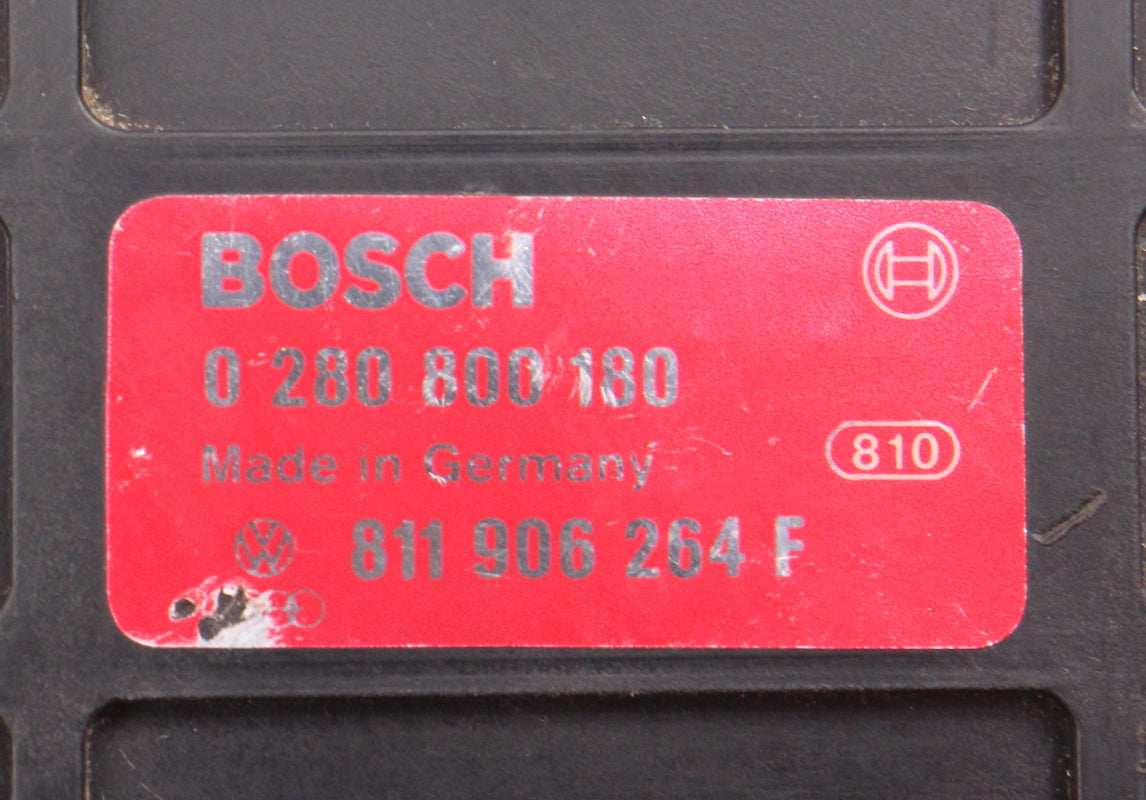 BOSCH
0 280 800 180
Made in Germany
810
811 906 264 F